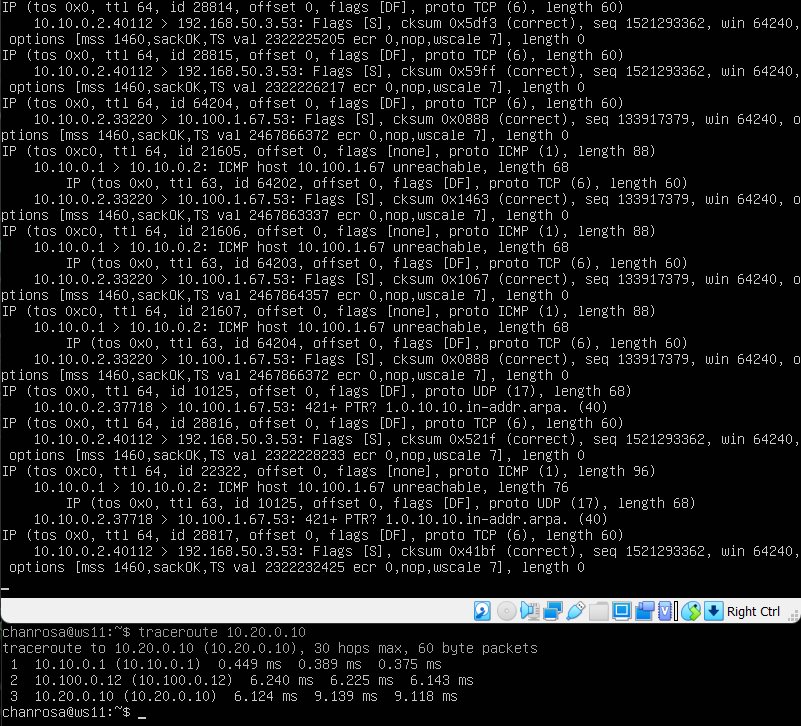 IP (tos 0x0, ttl 64, id 28814, offset 0, flags [DF], proto TCP (6), length 60)
    10.10.0.2.40112 > 192.168.50.3.53: Flags [S], cksum 0x5df3 (correct), seq 1521293362, win 64240,
 options [mss 1460,sackOK,TS val 2322225205 ecr 0,nop,wscale 7], length 0
IP (tos 0x0, ttl 64, id 28815, offset 0, flags [DF], proto TCP (6), length 60)
    10.10.0.2.40112 > 192.168.50.3.53: Flags [S], cksum 0x59ff (correct), seq 1521293362, win 64240,
 options [mss 1460,sackOK,TS val 2322226217 ecr 0,nop,wscale 7], length 0
IP (tos 0x0, ttl 64, id 64204, offset 0, flags [DF], proto TCP (6), length 60)
    10.10.0.2.33220 > 10.100.1.67.53: Flags [S], cksum 0x0888 (correct), seq 133917379, win 64240, o
ptions [mss 1460,sackOK,TS val 2467866372 ecr 0,nop,wscale 7], length 0
IP (tos 0xc0, ttl 64, id 21605, offset 0, flags [none], proto ICMP (1), length 88)
    10.10.0.1 > 10.10.0.2: ICMP host 10.100.1.67 unreachable, length 68
        IP (tos 0x0, ttl 63, id 64202, offset 0, flags [DF], proto TCP (6), length 60)
    10.10.0.2.33220 > 10.100.1.67.53: Flags [S], cksum 0x1463 (correct), seq 133917379, win 64240, o
ptions [mss 1460,sackOK,TS val 2467863337 ecr 0,nop,wscale 7], length 0
IP (tos 0xc0, ttl 64, id 21606, offset 0, flags [none], proto ICMP (1), length 88)
    10.10.0.1 > 10.10.0.2: ICMP host 10.100.1.67 unreachable, length 68
        IP (tos 0x0, ttl 63, id 64203, offset 0, flags [DF], proto TCP (6), length 60)
    10.10.0.2.33220 > 10.100.1.67.53: Flags [S], cksum 0x1067 (correct), seq 133917379, win 64240, o
ptions [mss 1460,sackOK,TS val 2467864357 ecr 0,nop,wscale 7], length 0
IP (tos 0xc0, ttl 64, id 21607, offset 0, flags [none], proto ICMP (1), length 88)
    10.10.0.1 > 10.10.0.2: ICMP host 10.100.1.67 unreachable, length 68
        IP (tos 0x0, ttl 63, id 64204, offset 0, flags [DF], proto TCP (6), length 60)
    10.10.0.2.33220 > 10.100.1.67.53: Flags [S], cksum 0x0888 (correct), seq 133917379, win 64240, o
ptions [mss 1460,sackOK,TS val 2467866372 ecr 0,nop,wscale 7], length 0
IP (tos 0x0, ttl 64, id 10125, offset 0, flags [DF], proto UDP (17), length 68)
    10.10.0.2.37718 > 10.100.1.67.53: 421+ PTR? 1.0.10.10.in-addr.arpa. (40)
IP (tos 0x0, ttl 64, id 28816, offset 0, flags [DF], proto TCP (6), length 60)
    10.10.0.2.40112 > 192.168.50.3.53: Flags [S], cksum 0x521f (correct), seq 1521293362, win 64240,
 options [mss 1460,sackOK,TS val 2322228233 ecr 0,nop,wscale 7], length 0
IP (tos 0xc0, ttl 64, id 22322, offset 0, flags [none], proto ICMP (1), length 96)
    10.10.0.1 > 10.10.0.2: ICMP host 10.100.1.67 unreachable, length 76
        IP (tos 0x0, ttl 63, id 10125, offset 0, flags [DF], proto UDP (17), length 68)
    10.10.0.2.37718 > 10.100.1.67.53: 421+ PTR? 1.0.10.10.in-addr.arpa. (40)
IP (tos 0x0, ttl 64, id 28817, offset 0, flags [DF], proto TCP (6), length 60)
    10.10.0.2.40112 > 192.168.50.3.53: Flags [S], cksum 0x41bf (correct), seq 1521293362, win 64240,
 options [mss 1460,sackOK,TS val 2322232425 ecr 0,nop,wscale 7], length 0
Right Ctrl
chanrosa@ws11:~$ traceroute 10.20.0.10
traceroute to 10.20.0.10 (10.20.0.10), 30 hops max, 60 byte packets
 1  10.10.0.1 (10.10.0.1)  0.449 ms  0.389 ms  0.375 ms
 2  10.100.0.12 (10.100.0.12)  6.240 ms  6.225 ms  6.143 ms
 3  10.20.0.10 (10.20.0.10)  6.124 ms  9.139 ms  9.118 ms
chanrosa@ws11:~$ _